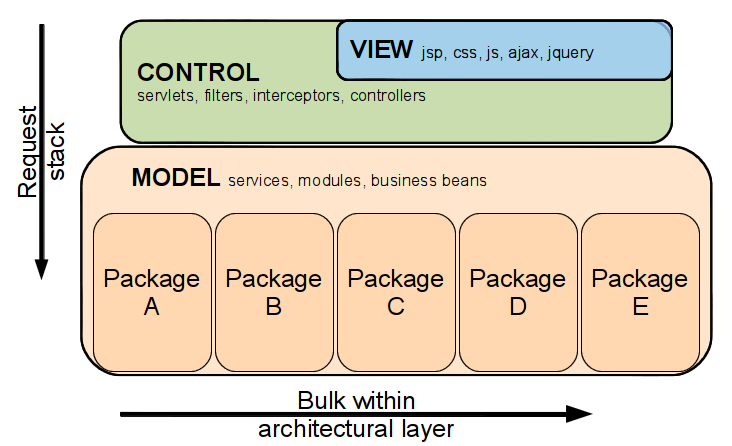 VIEW jsp, css, js, ajax, jquery
CONTROL
servlets, filters, interceptors, controllers
Request
stack
MODEL services, modules, business beans
Package
A
Package
B
Package
C
Package
D
Package
E
Bulk within
architectural layer